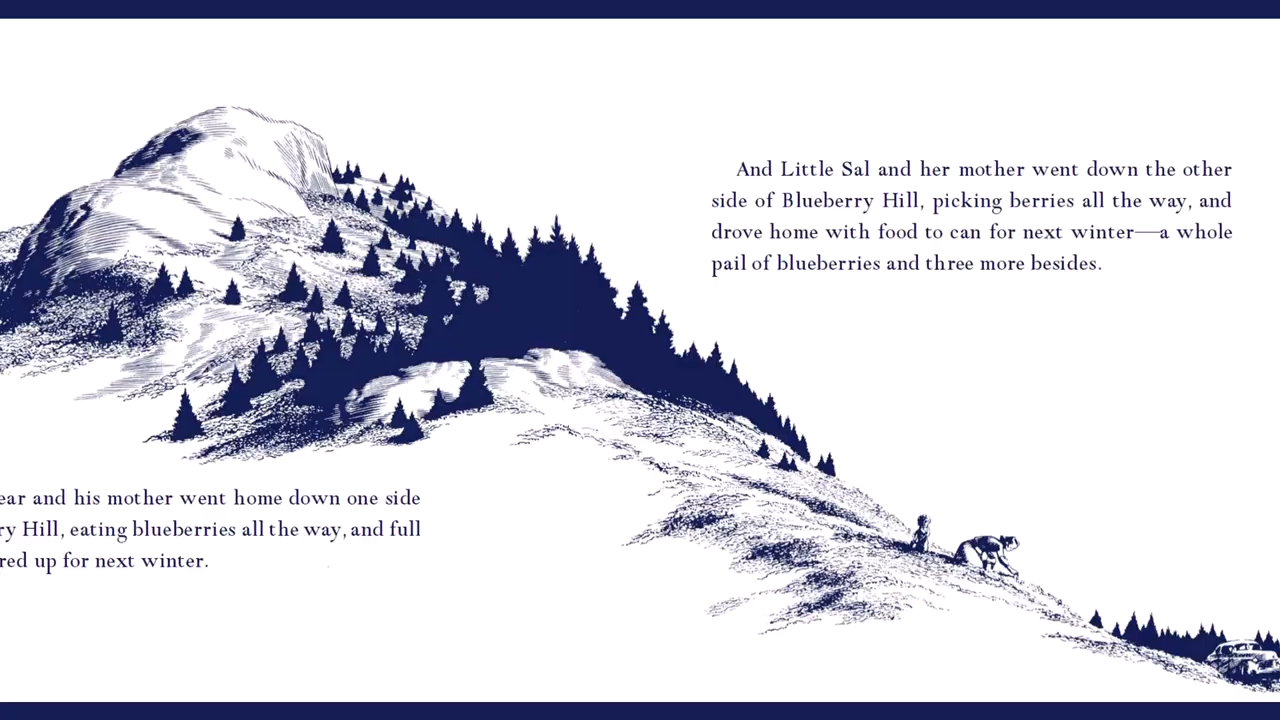 And Little Sal and her mother went down the other
side of Blueberry Hill, picking berries all the way, and
drove home with food to can for next winter—a whole
pail of blueberries and three more besides.
and his mother went home down one side
Hill, eating blueberries all the way, and full
up for next winter.